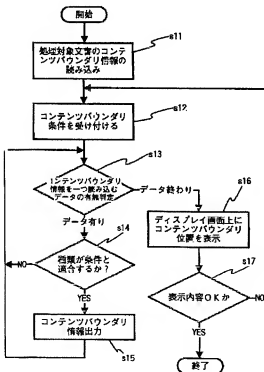 開始
s11
処理対象文書のコンテ
ンツバウンダリ情報の
読み込み
s12
コンテンツバウンダリ
条件を受け付ける
s13
コンテンツバウンダリ
情報を一つ読み込む
データの有無判定
データ終わり
データ有り
s14
種類が条件と
適合するか?
NO
YES
コンテンツバウンダリ
情報出力
s15
s16
ディスプレイ画面上に
コンテンツバウンダリ
位置を表示
s17
表示内容OKか
NO
YES
終了